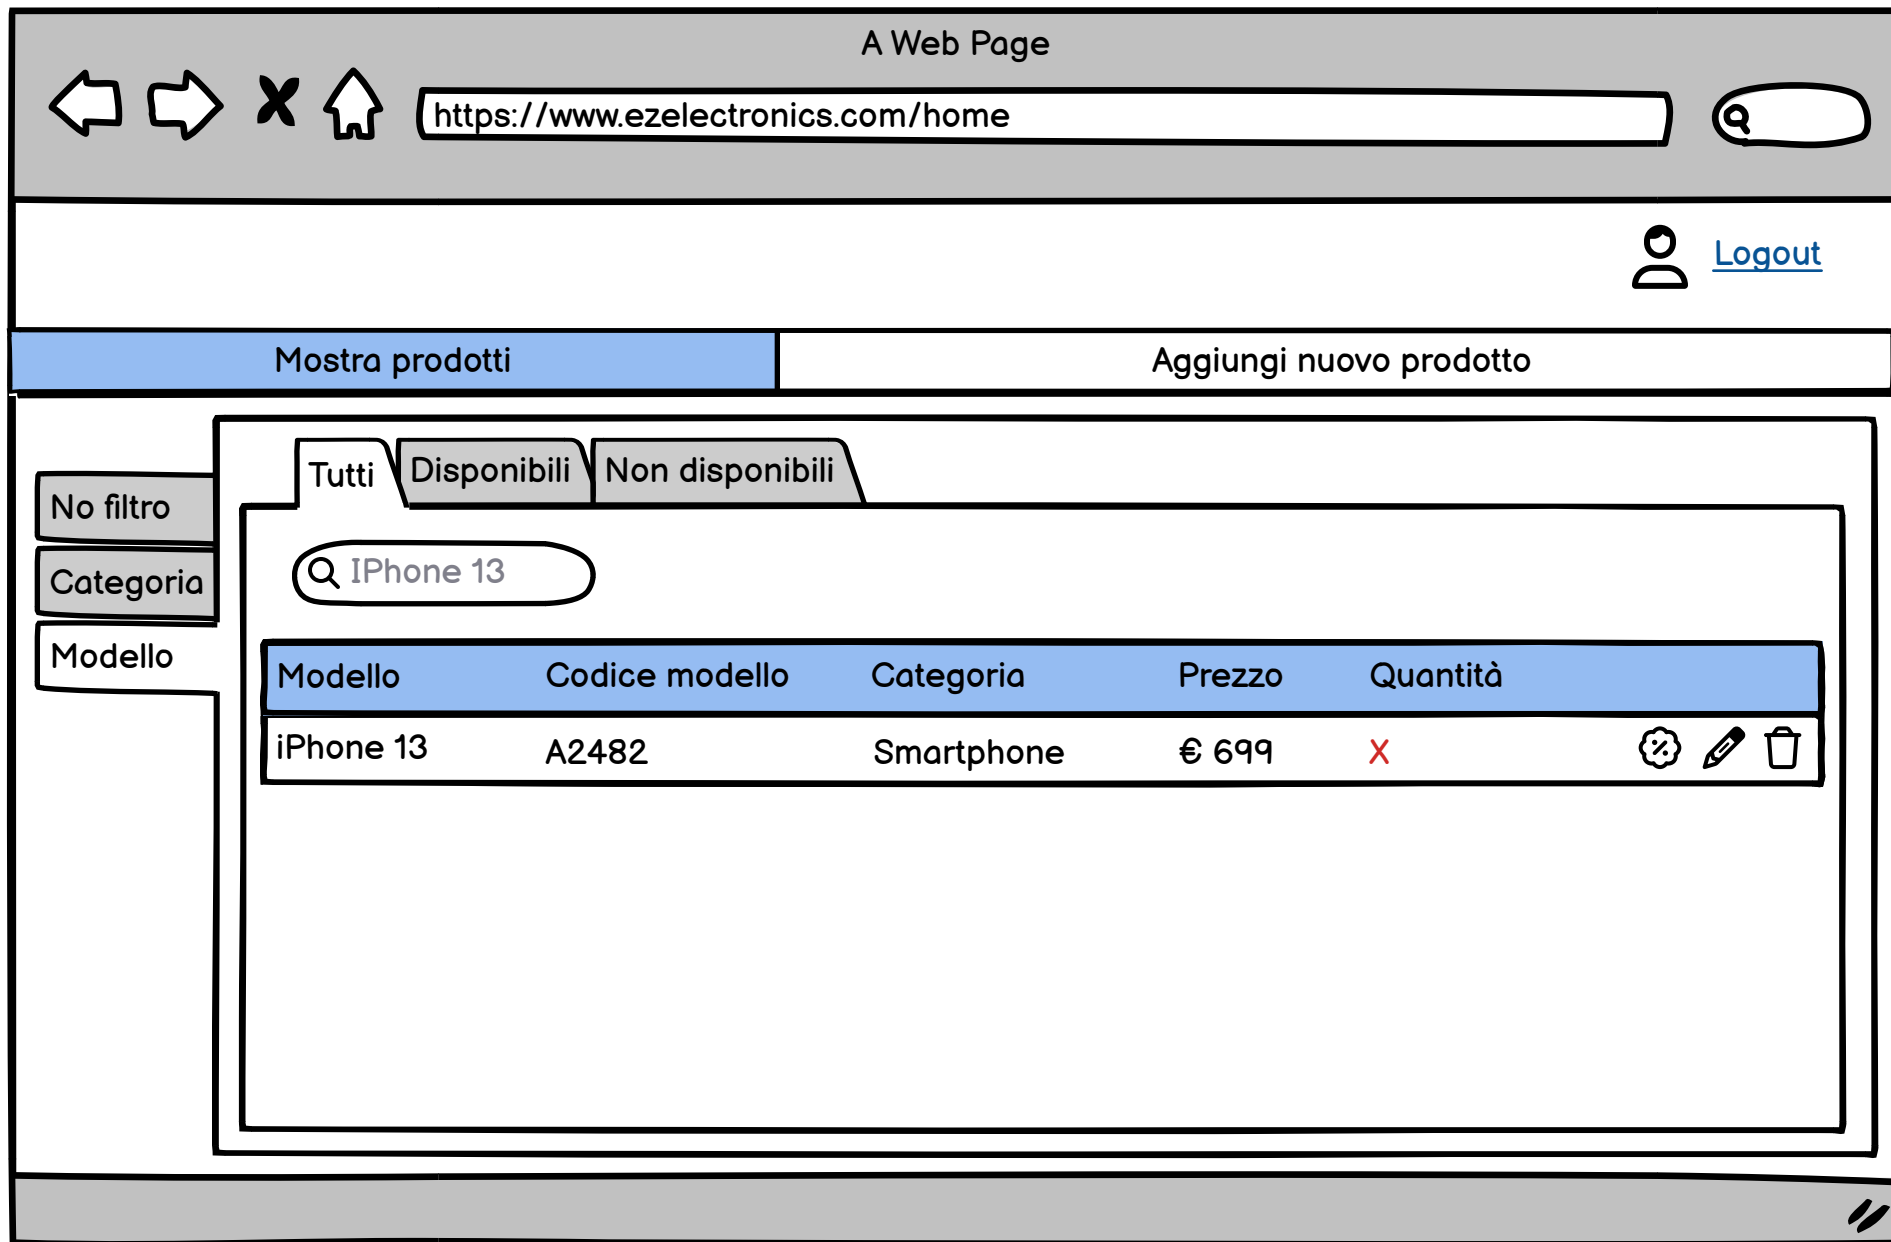 A Web Page
https://www.ezelectronics.com/home
Logout
Mostra prodotti
Aggiungi nuovo prodotto
Tutti
Disponibili
Non disponibili
No filtro
Categoria
Modello
IPhone 13
Modello Codice modello Categoria Prezzo Quantità
iPhone 13 A2482 Smartphone € 699 X